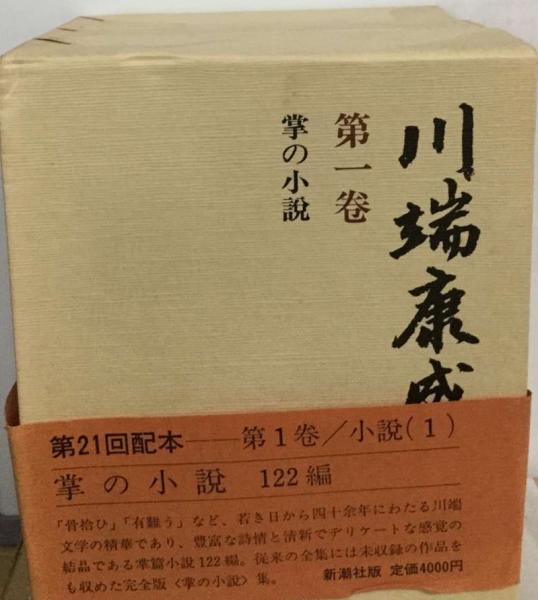 川端康成
第一巻
掌の小説
第21回配本──第1巻/小説(1)
掌の小説 122編
「骨拾ひ」「有難う」など、若き日から四十余年にわたる川端
文学の精華であり、豊富な詩情と清新でデリケートな感覚の
結晶である掌篇小説122編。従来の全集には未収録の作品を
も収めた完全版〈掌の小説〉集。
新潮社版 定価4000円